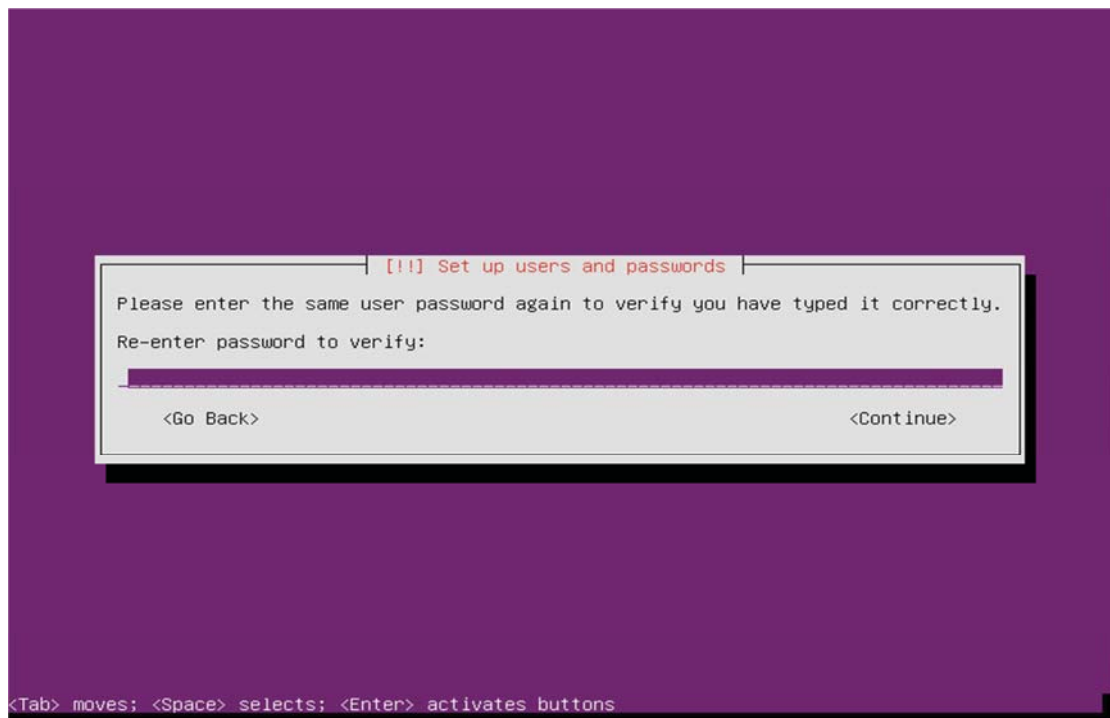 [!!] Set up users and passwords
Please enter the same user password again to verify you have typed it correctly.
Re-enter password to verify:
<Go Back> <Continue>
<Tab> moves; <Space> selects; <Enter> activates buttons